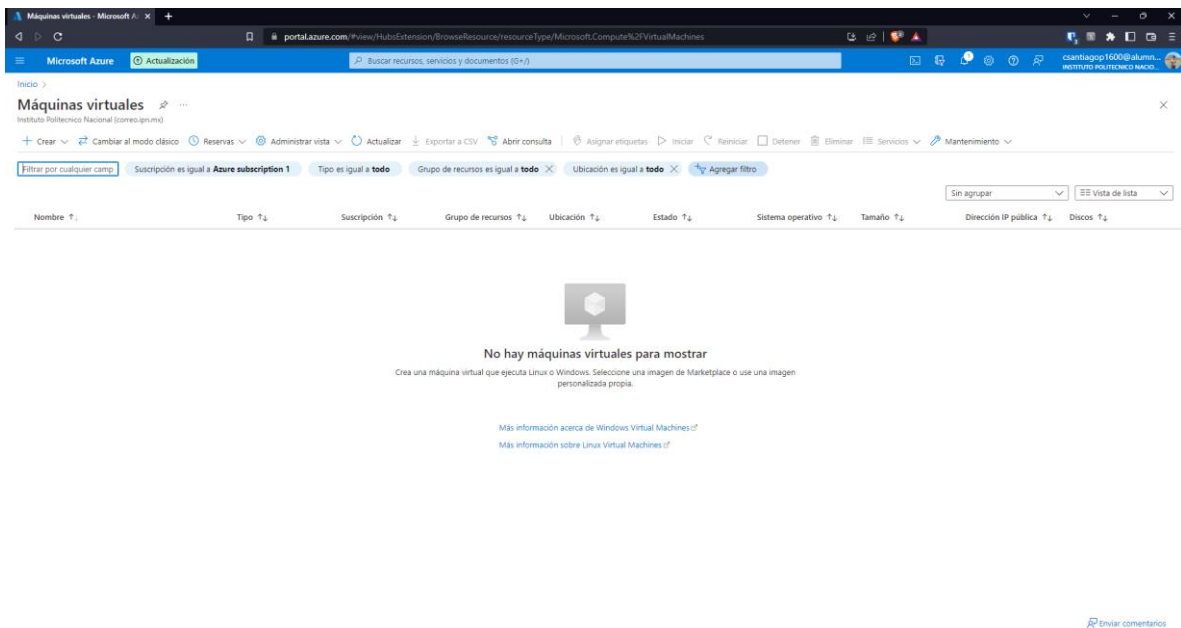 Máquinas virtuales - Microsoft A
portal.azure.com/#view/HubsExtension/BrowseResource/resourceType/Microsoft.Compute%2FVirtualMachines
Microsoft Azure
Actualización
Buscar recursos, servicios y documentos (G+/)
csantiagop1600@alumn...
INSTITUTO POLITECNICO NACIO...
Inicio >
Máquinas virtuales
Instituto Politecnico Nacional (correo.ipn.mx)
Crear Cambiar al modo clásico Reservas Administrar vista Actualizar Exportar a CSV Abrir consulta Asignar etiquetas Iniciar Reiniciar Detener Eliminar Servicios Mantenimiento
Filtrar por cualquier camp Suscripción es igual a Azure subscription 1 Tipo es igual a todo Grupo de recursos es igual a todo Ubicación es igual a todo Agregar filtro
Sin agrupar Vista de lista
Nombre Tipo Suscripción Grupo de recursos Ubicación Estado Sistema operativo Tamaño Dirección IP pública Discos
No hay máquinas virtuales para mostrar
Crea una máquina virtual que ejecuta Linux o Windows. Seleccione una imagen de Marketplace o use una imagen
personalizada propia.
Más información acerca de Windows Virtual Machines
Más información sobre Linux Virtual Machines
Enviar comentarios